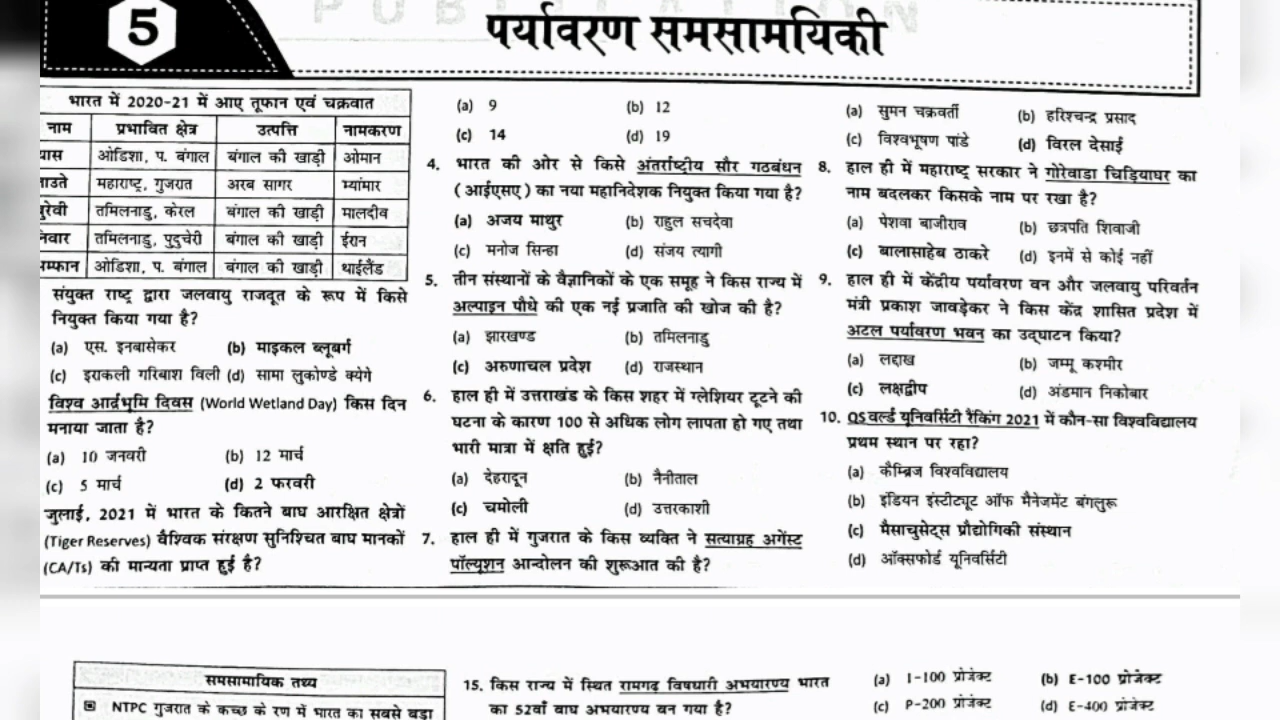 PUBLICATION
5
पर्यावरण समसामयिकी
भारत में 2020-21 में आए तूफान एवं चक्रवात
नाम प्रभावित क्षेत्र उत्पत्ति नामकरण
यास ओडिशा, प. बंगाल बंगाल की खाड़ी ओमान
ाउते महाराष्ट्र, गुजरात अरब सागर म्यांमार
ुरेवी तमिलनाडु, केरल बंगाल की खाड़ी मालदीव
िवार तमिलनाडु, पुदुचेरी बंगाल की खाड़ी ईरान
म्फान ओडिशा, प. बंगाल बंगाल की खाड़ी थाईलैंड
संयुक्त राष्ट्र द्वारा जलवायु राजदूत के रूप में किसे
नियुक्त किया गया है?
(a) एस. इनबासेकर (b) माइकल ब्लूबर्ग
(c) इराकली गरिबाश विली (d) सामा लुकोण्डे क्येगे
विश्व आर्द्रभूमि दिवस (World Wetland Day) किस दिन
मनाया जाता है?
(a) 10 जनवरी (b) 12 मार्च
(c) 5 मार्च (d) 2 फरवरी
जुलाई, 2021 में भारत के कितने बाघ आरक्षित क्षेत्रों
(Tiger Reserves) वैश्विक संरक्षण सुनिश्चित बाघ मानकों
(CA/Ts) की मान्यता प्राप्त हुई है?
(a) 9 (b) 12
(c) 14 (d) 19
4. भारत की ओर से किसे अंतर्राष्ट्रीय सौर गठबंधन
(आईएसए) का नया महानिदेशक नियुक्त किया गया है?
(a) अजय माथुर (b) राहुल सचदेवा
(c) मनोज सिन्हा (d) संजय त्यागी
5. तीन संस्थानों के वैज्ञानिकों के एक समूह ने किस राज्य में
अल्पाइन पौधे की एक नई प्रजाति की खोज की है?
(a) झारखण्ड (b) तमिलनाडु
(c) अरुणाचल प्रदेश (d) राजस्थान
6. हाल ही में उत्तराखंड के किस शहर में ग्लेशियर टूटने की
घटना के कारण 100 से अधिक लोग लापता हो गए तथा
भारी मात्रा में क्षति हुई?
(a) देहरादून (b) नैनीताल
(c) चमोली (d) उत्तरकाशी
7. हाल ही में गुजरात के किस व्यक्ति ने सत्याग्रह अगेंस्ट
पॉल्यूशन आन्दोलन की शुरूआत की है?
(a) सुमन चक्रवर्ती (b) हरिश्चन्द्र प्रसाद
(c) विश्वभूषण पांडे (d) विरल देसाई
8. हाल ही में महाराष्ट्र सरकार ने गोरेवाडा चिड़ियाघर का
नाम बदलकर किसके नाम पर रखा है?
(a) पेशवा बाजीराव (b) छत्रपति शिवाजी
(c) बालासाहेब ठाकरे (d) इनमें से कोई नहीं
9. हाल ही में केंद्रीय पर्यावरण वन और जलवायु परिवर्तन
मंत्री प्रकाश जावड़ेकर ने किस केंद्र शासित प्रदेश में
अटल पर्यावरण भवन का उद्घाटन किया?
(a) लद्दाख (b) जम्मू कश्मीर
(c) लक्षद्वीप (d) अंडमान निकोबार
10. QS वर्ल्ड यूनिवर्सिटी रैंकिंग 2021 में कौन-सा विश्वविद्यालय
प्रथम स्थान पर रहा?
(a) कैम्ब्रिज विश्वविद्यालय
(b) इंडियन इंस्टीट्यूट ऑफ मैनेजमेंट बंगलुरू
(c) मैसाचुसेट्स प्रौद्योगिकी संस्थान
(d) ऑक्सफोर्ड यूनिवर्सिटी
समसामायिक तथ्य
NTPC गुजरात के कच्छ के रण में भारत का सबसे बड़ा
15. किस राज्य में स्थित रामगढ़ विषधारी अभयारण्य भारत
का 52वाँ बाघ अभयारण्य बन गया है?
(a) I-100 प्रोजेक्ट (b) E-100 प्रोजेक्ट
(c) P-200 प्रोजेक्ट (d) E-400 प्रोजेक्ट